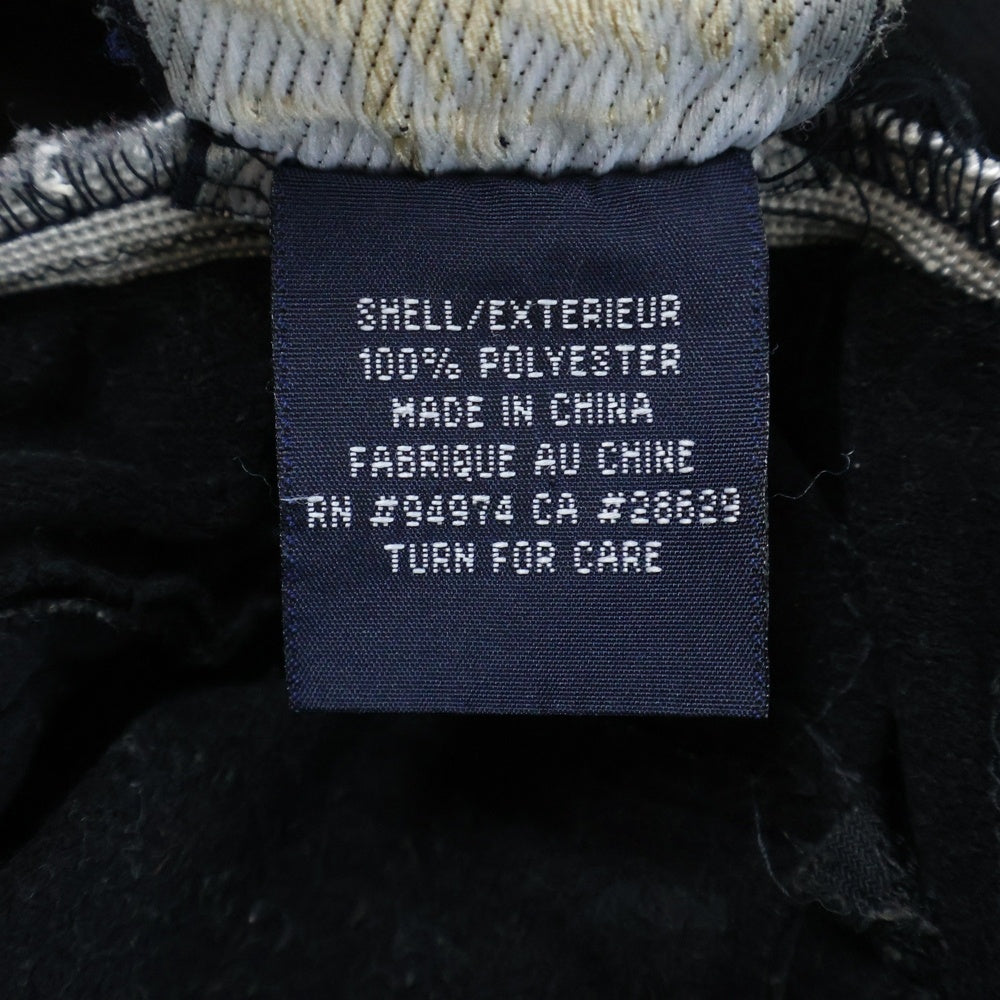 SHELL/EXTERIEUR
100% POLYESTER
MADE IN CHINA
FABRIQUE AU CHINE
RN #94974 CA #28629
TURN FOR CARE